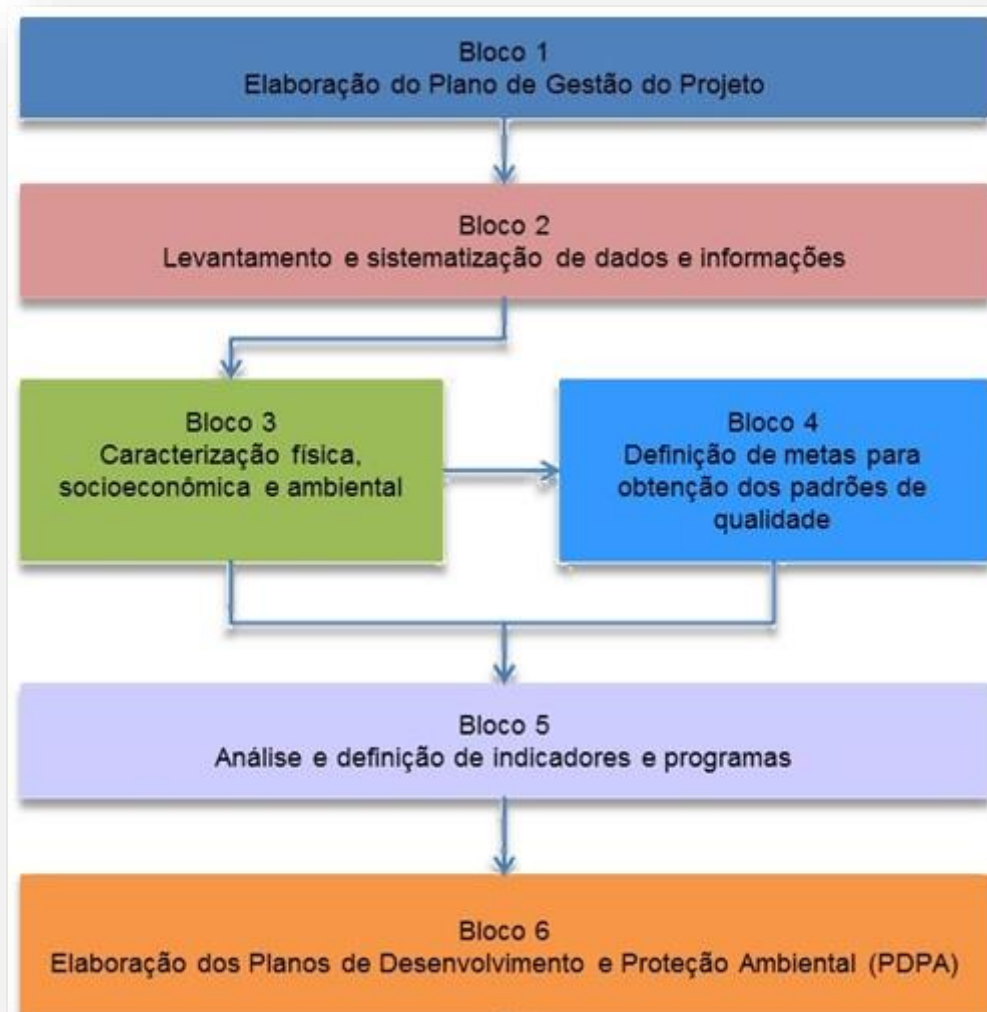 Bloco 1
Elaboração do Plano de Gestão do Projeto
Bloco 2
Levantamento e sistematização de dados e informações
Bloco 3
Caracterização física,
socioeconômica e ambiental
Bloco 4
Definição de metas para
obtenção dos padrões de
qualidade
Bloco 5
Análise e definição de indicadores e programas
Bloco 6
Elaboração dos Planos de Desenvolvimento e Proteção Ambiental (PDPA)